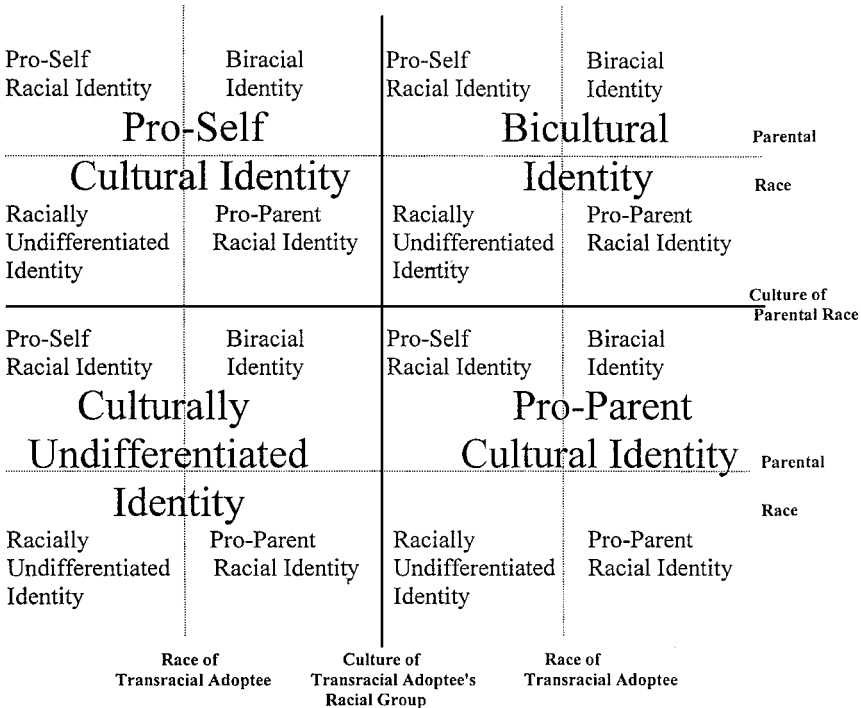 Pro-Self
Racial Identity
Biracial
Identity
Pro-Self
Cultural Identity
Racially
Undifferentiated
Identity
Pro-Parent
Racial Identity
Pro-Self
Racial Identity
Biracial
Identity
Bicultural
Identity
Racially
Undifferentiated
Identity
Pro-Parent
Racial Identity
Parental
Race
Culture of
Parental Race
Pro-Self
Racial Identity
Biracial
Identity
Culturally
Undifferentiated
Identity
Racially
Undifferentiated
Identity
Pro-Parent
Racial Identity
Pro-Self
Racial Identity
Biracial
Identity
Pro-Parent
Cultural Identity
Racially
Undifferentiated
Identity
Pro-Parent
Racial Identity
Parental
Race
Race of
Transracial Adoptee
Culture of
Transracial Adoptee's
Racial Group
Race of
Transracial Adoptee